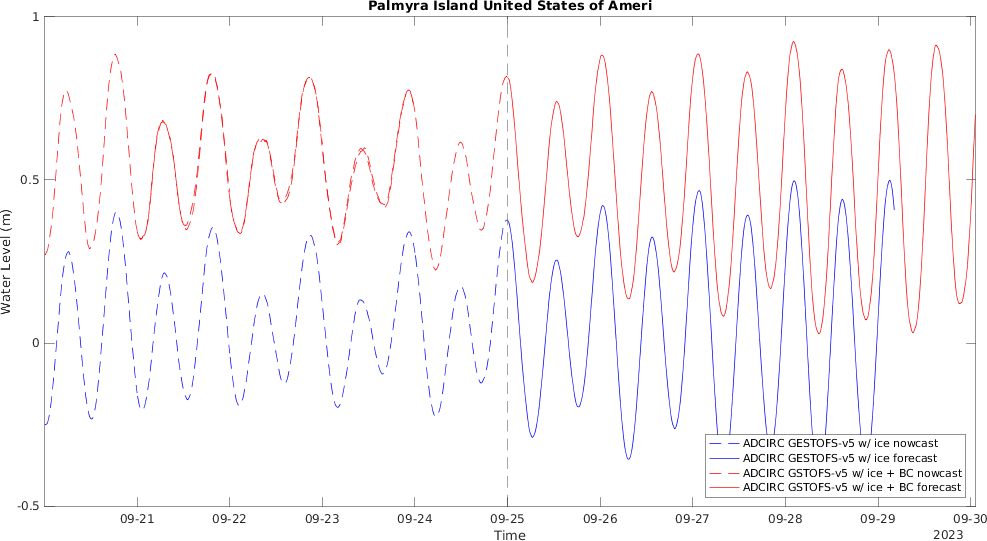 Palmyra Island United States of Ameri
1
0.5
0
-0.5
Water Level (m)
ADCIRC GESTOFS-v5 w/ ice nowcast
ADCIRC GESTOFS-v5 w/ ice forecast
ADCIRC GSTOFS-v5 w/ ice + BC nowcast
ADCIRC GSTOFS-v5 w/ ice + BC forecast
09-21 09-22 09-23 09-24 09-25 09-26 09-27 09-28 09-29 09-30
Time
2023